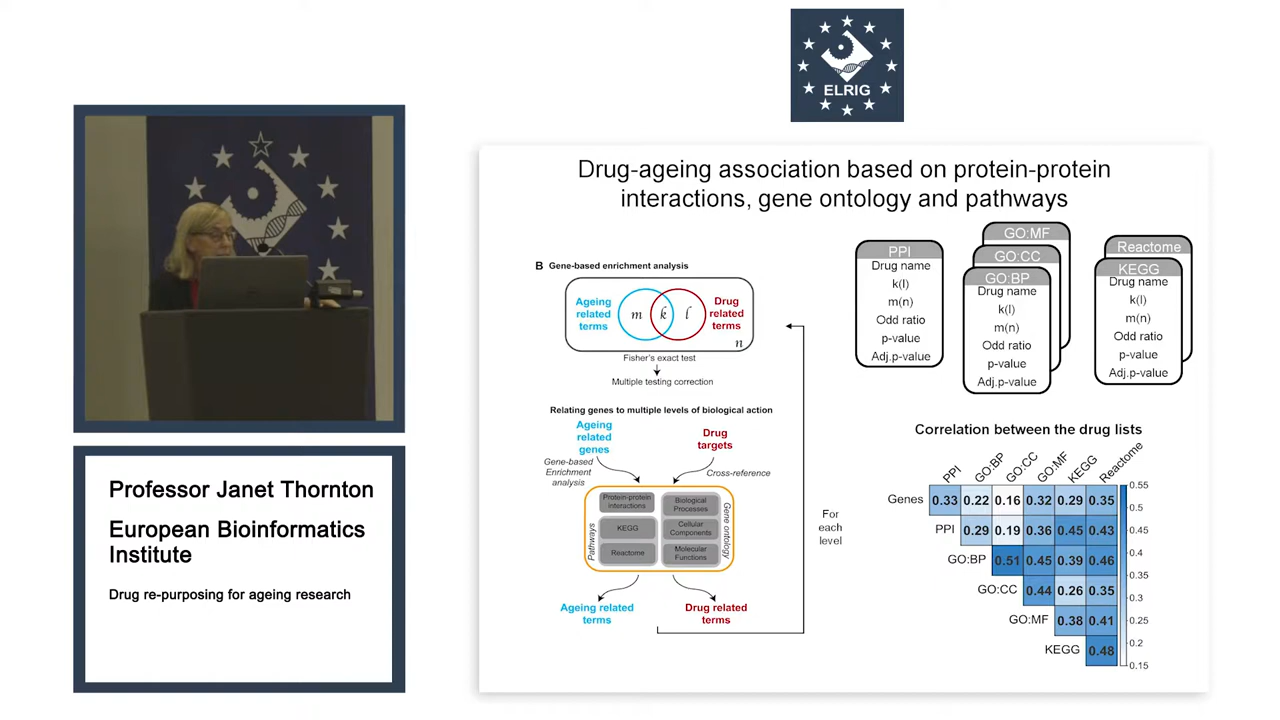 ELRIG
Drug-ageing association based on protein-protein
interactions, gene ontology and pathways
B Gene-based enrichment analysis
Ageing
related
terms
m
k
l
Drug
related
terms
n
Fisher's exact test
Multiple testing correction
Relating genes to multiple levels of biological action
Ageing
related
genes
Drug
targets
Gene-based
Enrichment
analysis
Cross-reference
Pathways
Protein-protein
interactions
KEGG
Reactome
Biological
Processes
Cellular
Components
Molecular
Functions
Gene ontology
Ageing related
terms
Drug related
terms
For
each
level
PPI
Drug name
k(l)
m(n)
Odd ratio
p-value
Adj.p-value
GO:MF
GO:CC
GO:BP
Drug name
k(l)
m(n)
Odd ratio
p-value
Adj.p-value
Reactome
KEGG
Drug name
k(l)
m(n)
Odd ratio
p-value
Adj.p-value
Correlation between the drug lists
PPI GO:BP GO:CC GO:MF KEGG Reactome
Genes 0.33 0.22 0.16 0.32 0.29 0.35
PPI 0.29 0.19 0.36 0.45 0.43
GO:BP 0.51 0.45 0.39 0.46
GO:CC 0.44 0.26 0.35
GO:MF 0.38 0.41
KEGG 0.48
0.55
0.5
0.45
0.4
0.35
0.3
0.25
0.2
0.15
Professor Janet Thornton
European Bioinformatics
Institute
Drug re-purposing for ageing research